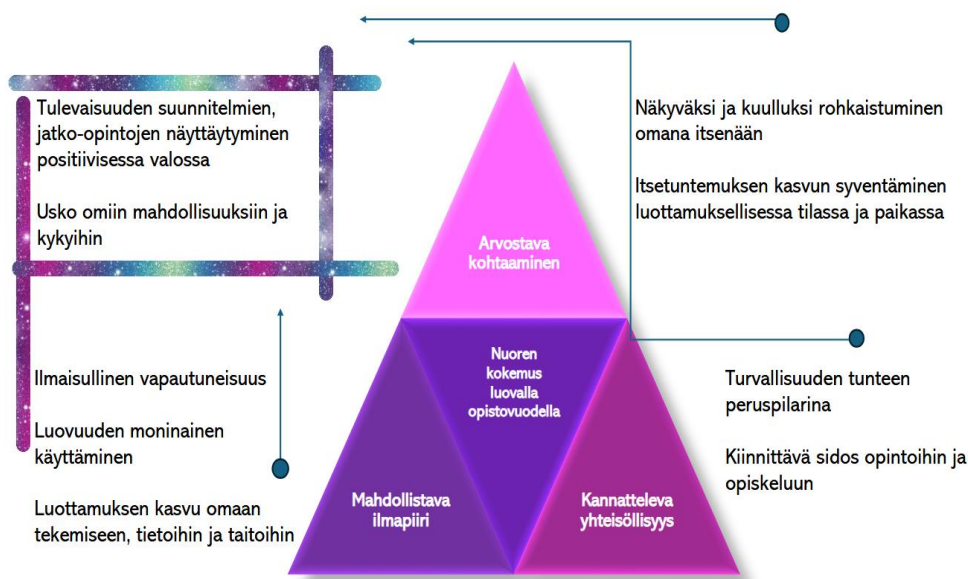 Tulevaisuuden suunnitelmien,
jatko-opintojen näyttäytyminen
positiivisessa valossa
Usko omiin mahdollisuuksiin ja
kykyihin
Näkyväksi ja kuulluksi rohkaistuminen
omana itsenään
Itsetuntemuksen kasvun syventäminen
luottamuksellisessa tilassa ja paikassa
Arvostava
kohtaaminen
Nuoren
kokemus
luovalla
opistovuodella
Ilmaisullinen vapautuneisuus
Luovuuden moninainen
käyttäminen
Luottamuksen kasvu omaan
tekemiseen, tietoihin ja taitoihin
Mahdollistava
ilmapiiri
Kannatteleva
yhteisöllisyys
Turvallisuuden tunteen
peruspilarina
Kiinnittävä sidos opintoihin ja
opiskeluun